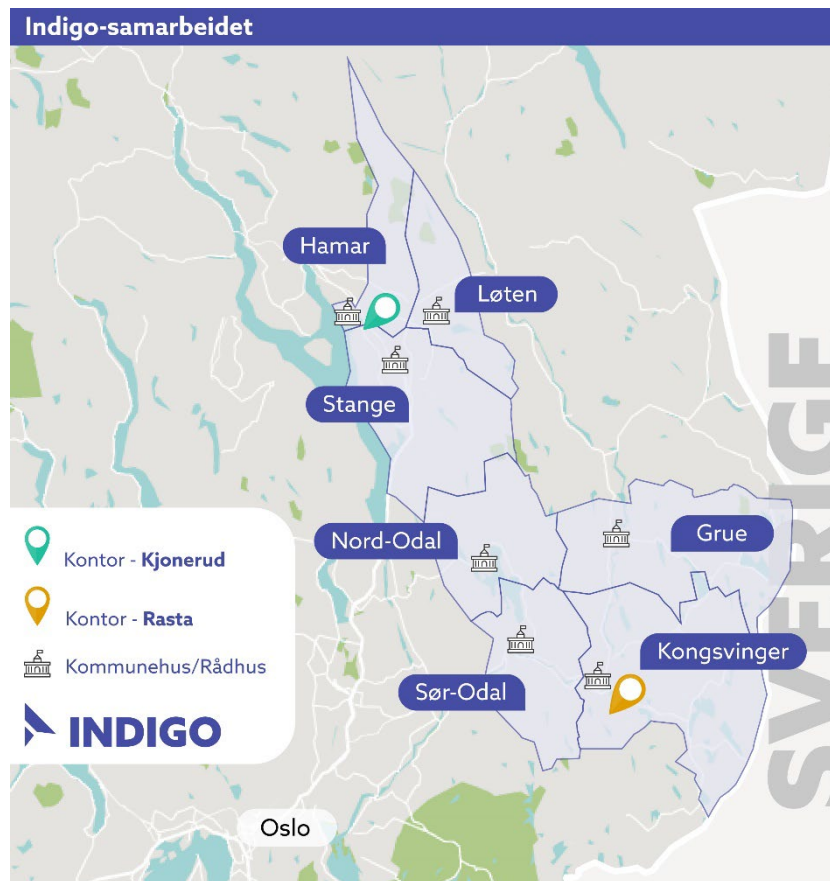 Indigo-samarbeidet
Hamar
Løten
Stange
Nord-Odal
Grue
Kongsvinger
Sør-Odal
SVERIGE
Kontor - Kjonerud
Kontor - Rasta
Kommunehus/Rådhus
INDIGO
Oslo